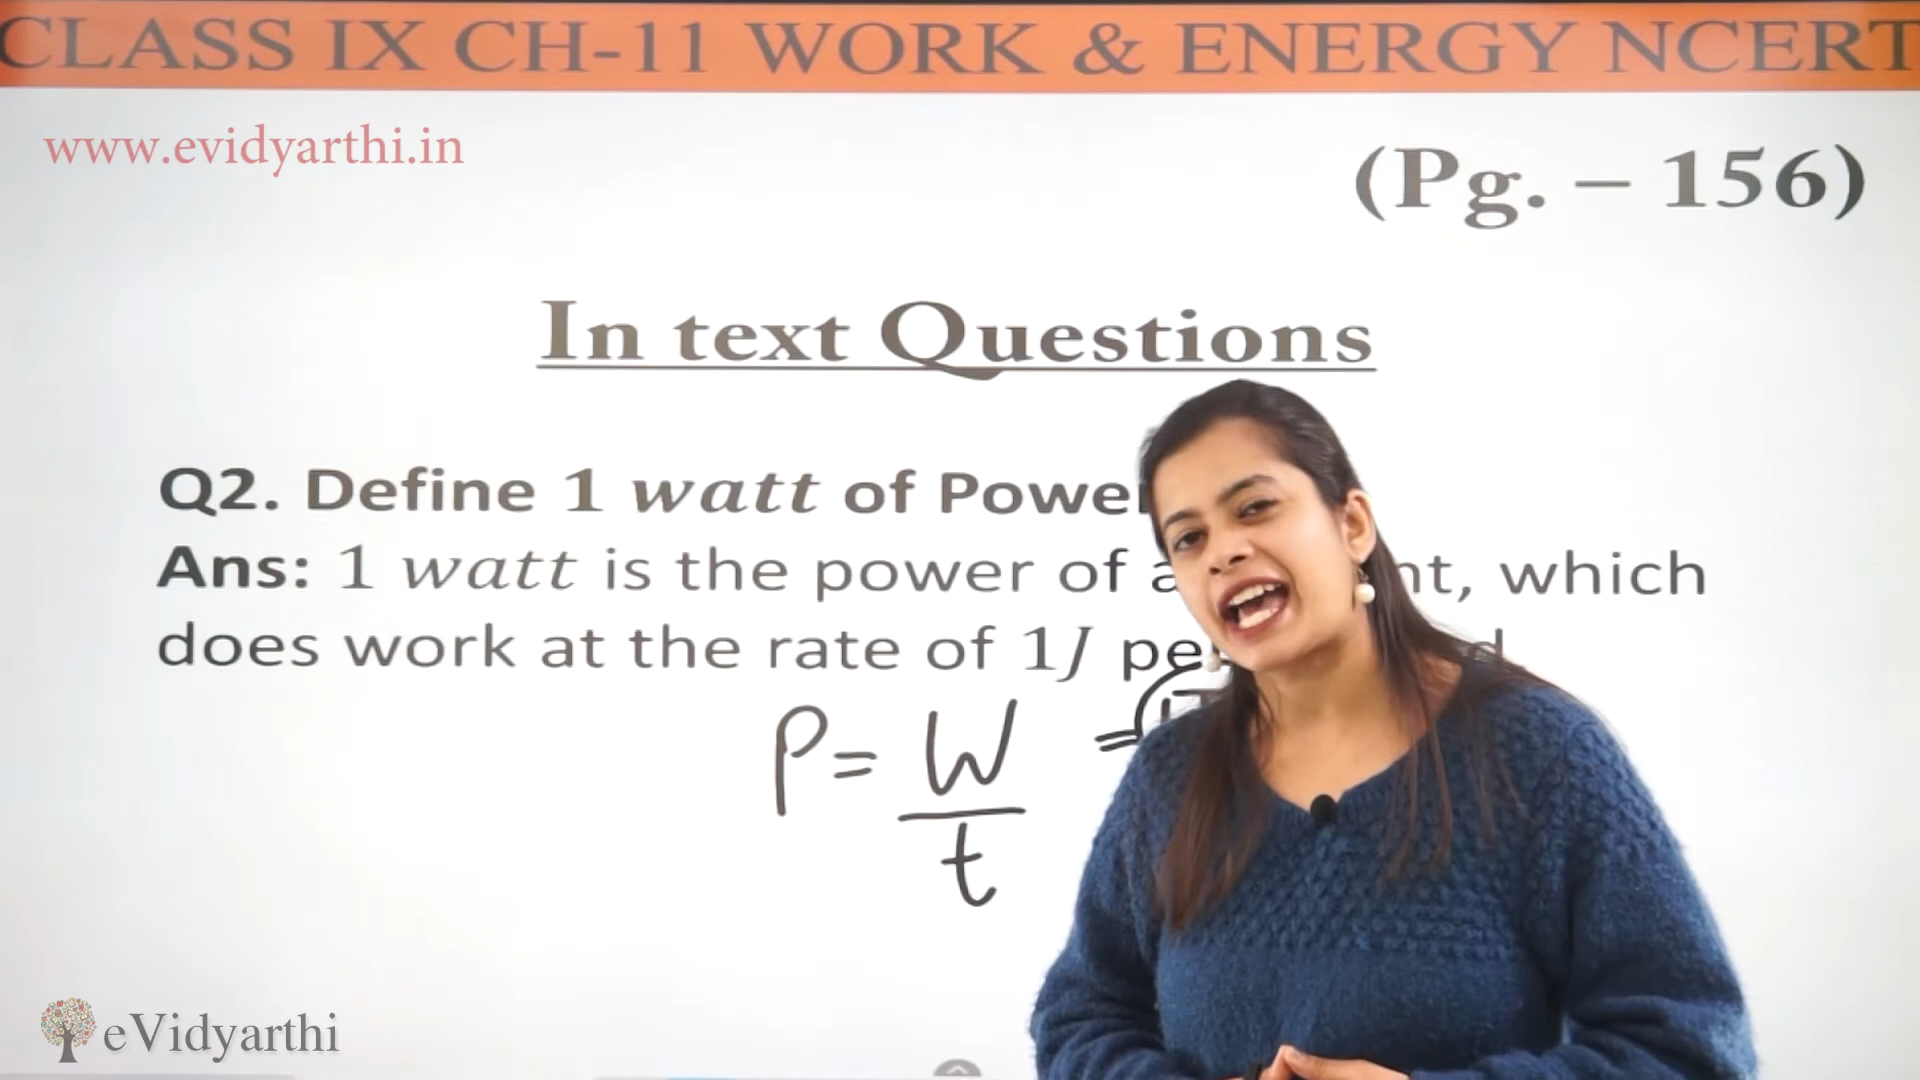 CLASS IX CH-11 WORK & ENERGY NCERT
www.evidyarthi.in
(Pg. – 156)
In text Questions
Q2. Define 1 watt of Power
Ans: 1 watt is the power of a nt, which
does work at the rate of 1J pe d
P = W =
t
eVidyarthi